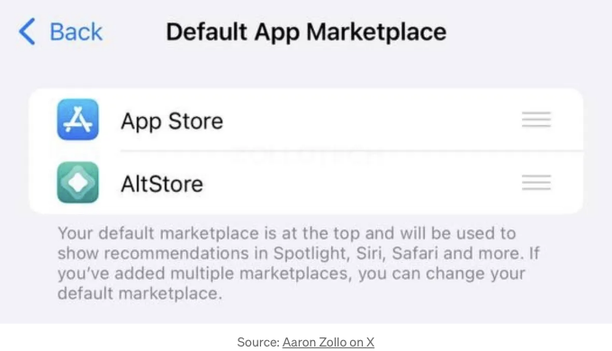 Back
Default App Marketplace
App Store
AltStore
Your default marketplace is at the top and will be used to
show recommendations in Spotlight, Siri, Safari and more. If
you've added multiple marketplaces, you can change your
default marketplace.
Source: Aaron Zollo on X